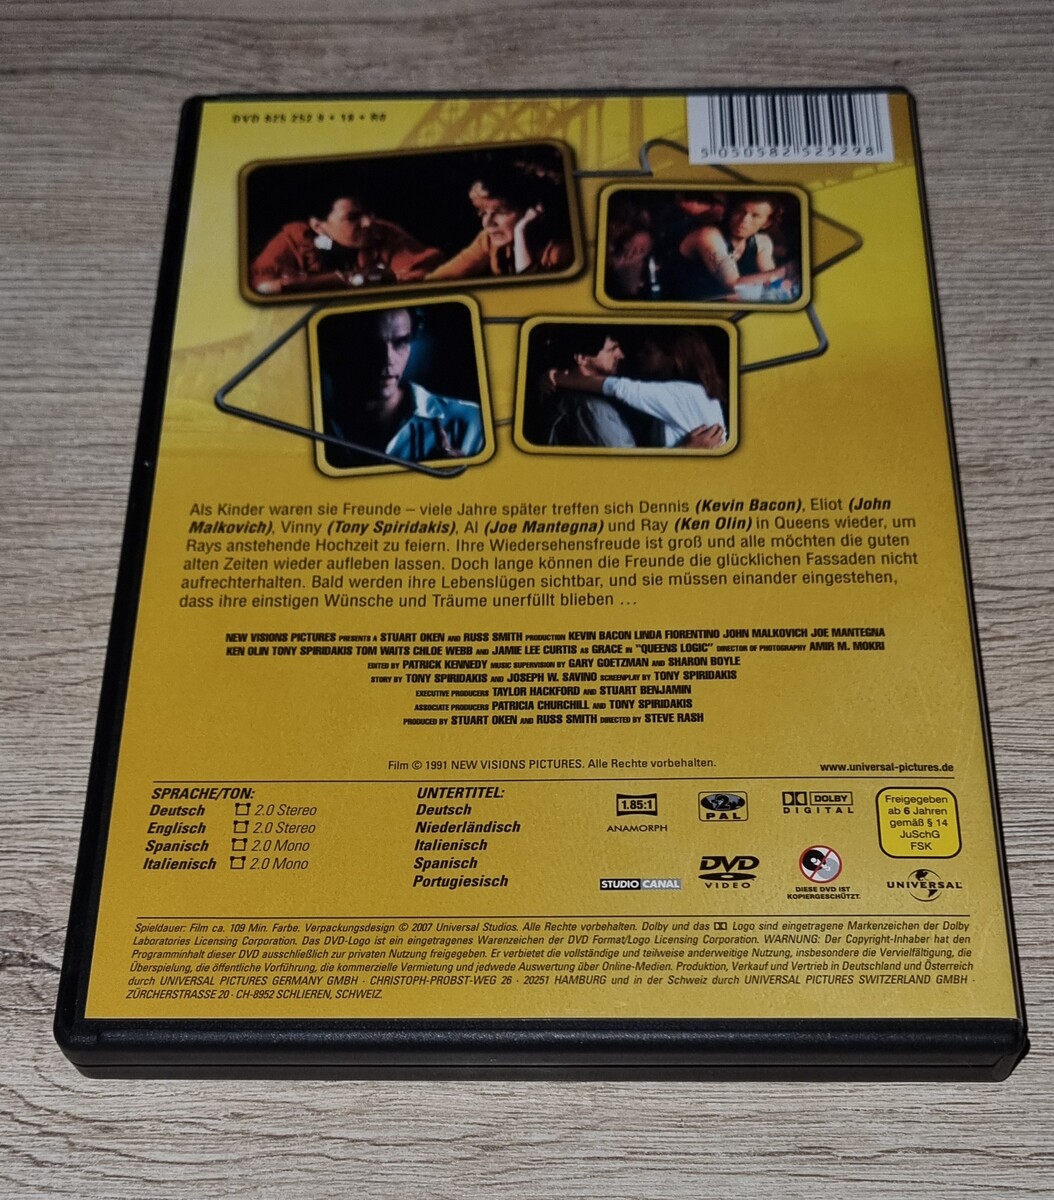 DVD 825 252 9 • 18 • R0
5 050582 525298
Als Kinder waren sie Freunde – viele Jahre später treffen sich Dennis (Kevin Bacon), Eliot (John
Malkovich), Vinny (Tony Spiridakis), Al (Joe Mantegna) und Ray (Ken Olin) in Queens wieder, um
Rays anstehende Hochzeit zu feiern. Ihre Wiedersehensfreude ist groß und alle möchten die guten
alten Zeiten wieder aufleben lassen. Doch lange können die Freunde die glücklichen Fassaden nicht
aufrechterhalten. Bald werden ihre Lebenslügen sichtbar, und sie müssen einander eingestehen,
dass ihre einstigen Wünsche und Träume unerfüllt blieben …
NEW VISIONS PICTURES PRESENTS A STUART OKEN AND RUSS SMITH PRODUCTION KEVIN BACON LINDA FIORENTINO JOHN MALKOVICH JOE MANTEGNA
KEN OLIN TONY SPIRIDAKIS TOM WAITS CHLOE WEBB AND JAMIE LEE CURTIS AS GRACE IN "QUEENS LOGIC" DIRECTOR OF PHOTOGRAPHY AMIR M. MOKRI
EDITED BY PATRICK KENNEDY MUSIC SUPERVISION BY GARY GOETZMAN AND SHARON BOYLE
STORY BY TONY SPIRIDAKIS AND JOSEPH W. SAVINO SCREENPLAY BY TONY SPIRIDAKIS
EXECUTIVE PRODUCERS TAYLOR HACKFORD AND STUART BENJAMIN
ASSOCIATE PRODUCERS PATRICIA CHURCHILL AND TONY SPIRIDAKIS
PRODUCED BY STUART OKEN AND RUSS SMITH DIRECTED BY STEVE RASH
Film © 1991 NEW VISIONS PICTURES. Alle Rechte vorbehalten.
www.universal-pictures.de
SPRACHE/TON:
Deutsch 2.0 Stereo
Englisch 2.0 Stereo
Spanisch 2.0 Mono
Italienisch 2.0 Mono
UNTERTITEL:
Deutsch
Niederländisch
Italienisch
Spanisch
Portugiesisch
1.85:1
ANAMORPH
2
PAL
DOLBY
DIGITAL
Freigegeben
ab 6 Jahren
gemäß § 14
JuSchG
FSK
STUDIO CANAL
DVD
VIDEO
DIESE DVD IST
KOPIERGESCHÜTZT.
UNIVERSAL
Spieldauer: Film ca. 109 Min. Farbe. Verpackungsdesign © 2007 Universal Studios. Alle Rechte vorbehalten. Dolby und das Logo sind eingetragene Markenzeichen der Dolby
Laboratories Licensing Corporation. Das DVD-Logo ist ein eingetragenes Warenzeichen der DVD Format/Logo Licensing Corporation. WARNUNG: Der Copyright-Inhaber hat den
Programminhalt dieser DVD ausschließlich zur privaten Nutzung freigegeben. Er verbietet die vollständige und teilweise anderweitige Nutzung, insbesondere die Vervielfältigung, die
Überspielung, die öffentliche Vorführung, die kommerzielle Vermietung und jedwede Auswertung über Online-Medien. Produktion, Verkauf und Vertrieb in Deutschland und Österreich
durch UNIVERSAL PICTURES GERMANY GMBH · CHRISTOPH-PROBST-WEG 26 · 20251 HAMBURG und in der Schweiz durch UNIVERSAL PICTURES SWITZERLAND GMBH ·
ZÜRCHERSTRASSE 20 · CH-8952 SCHLIEREN, SCHWEIZ.